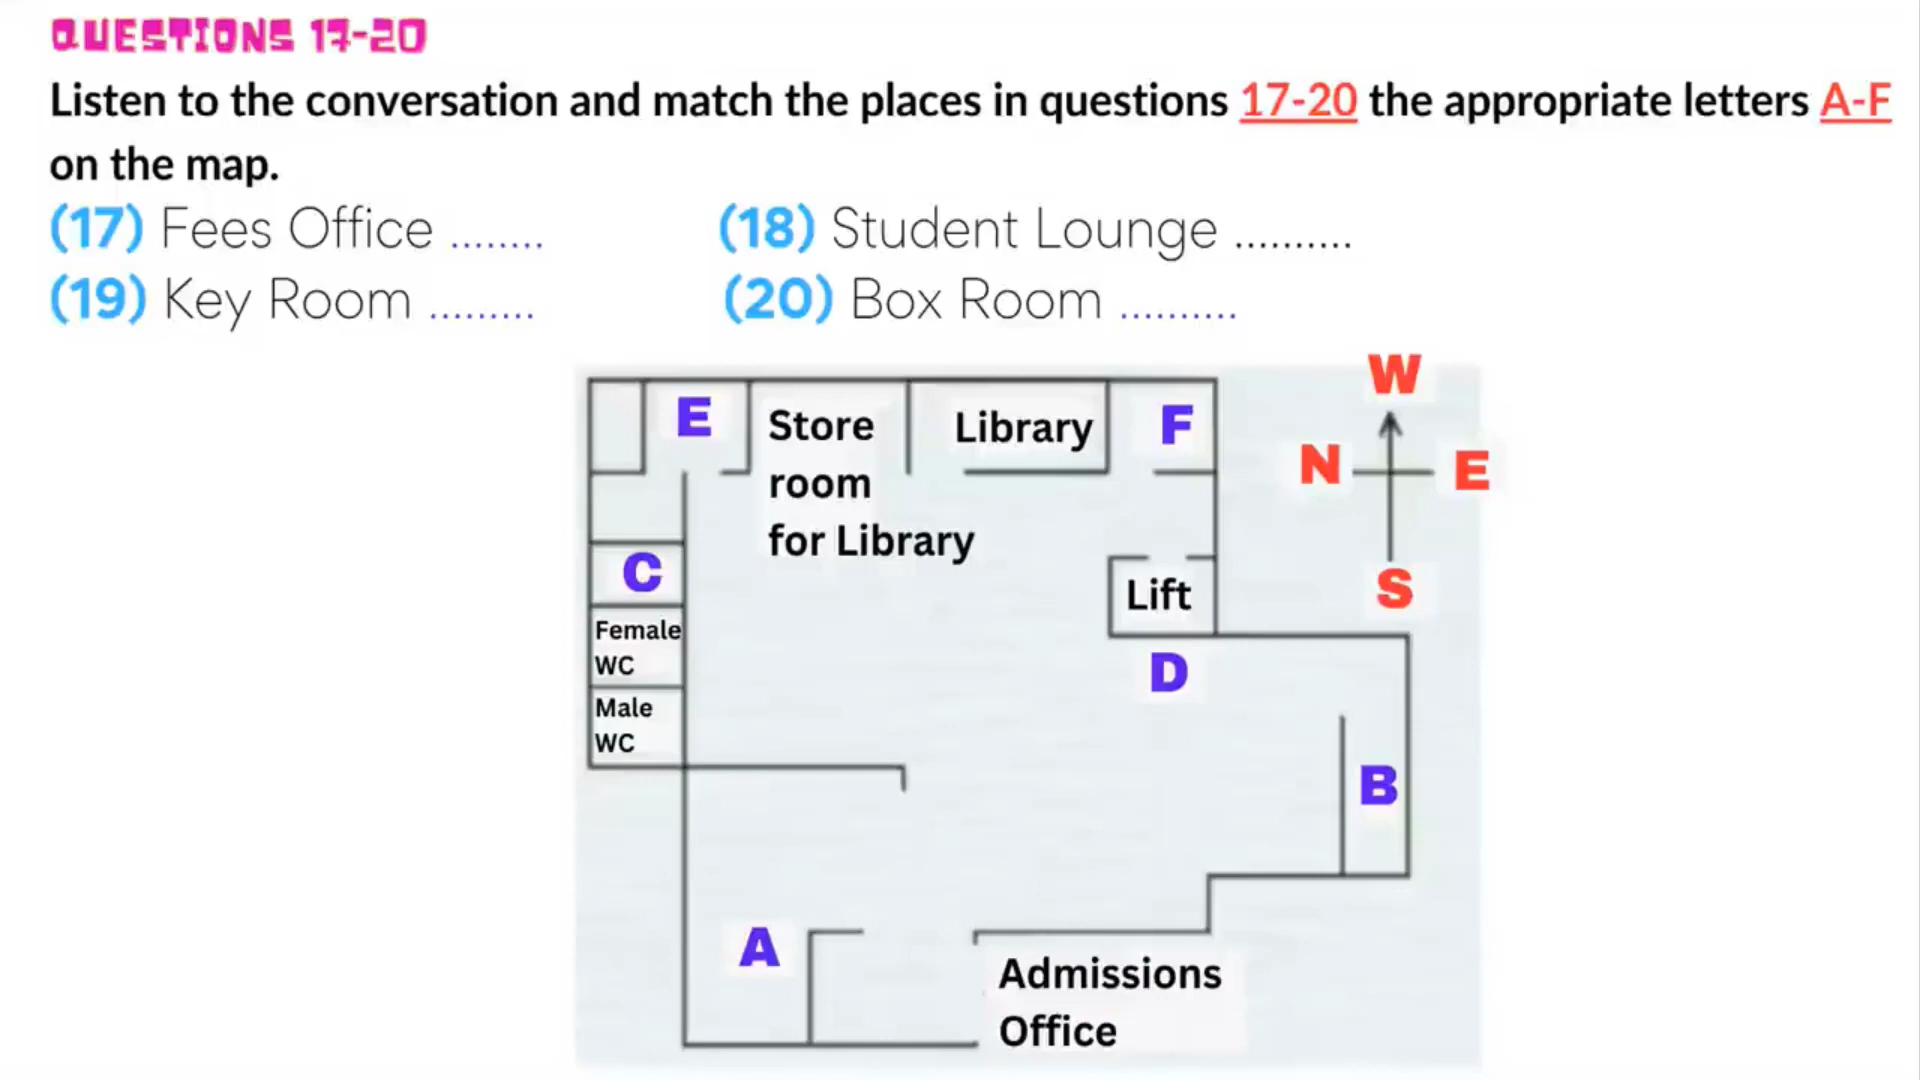 QUESTIONS 17-20
Listen to the conversation and match the places in questions 17-20 the appropriate letters A-F
on the map.
(17) Fees Office ........
(18) Student Lounge ..........
(19) Key Room .........
(20) Box Room ..........
W
N
E
S
E
Store
room
for Library
Library
F
C
Lift
Female
WC
D
Male
WC
B
A
Admissions
Office